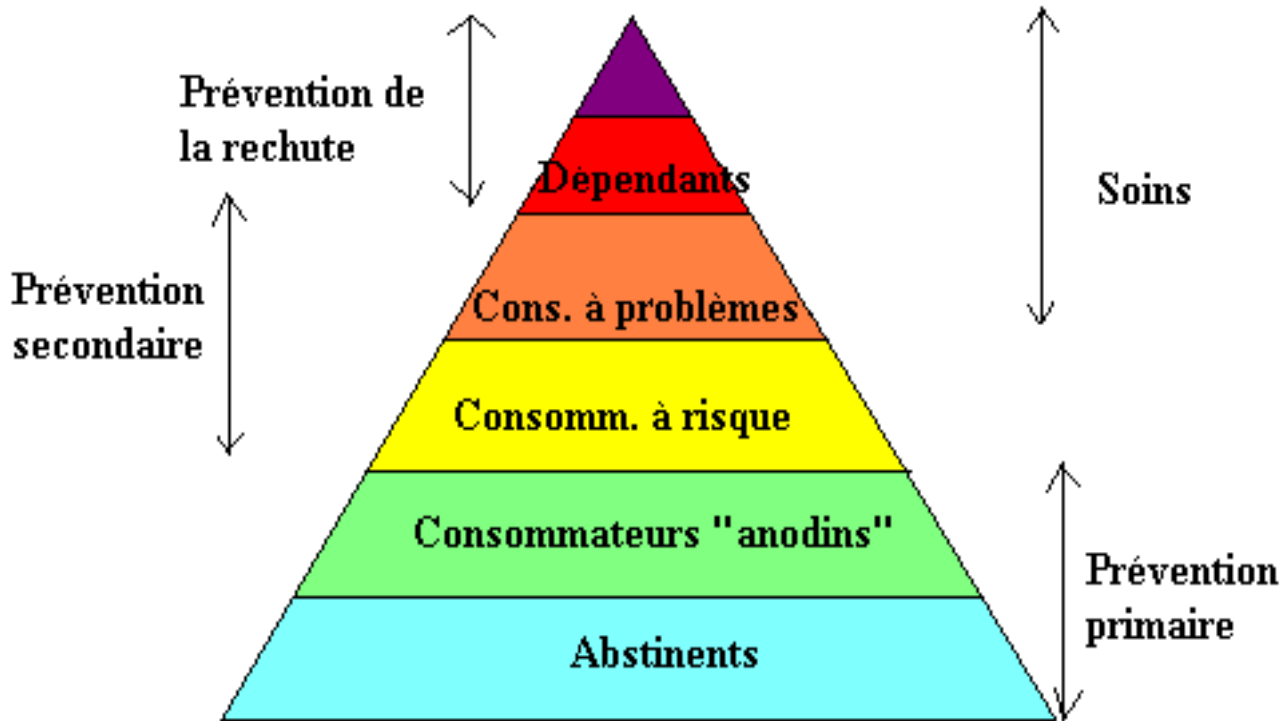 Prévention de
la rechute
Dépendants
Soins
Prévention
secondaire
Cons. à problèmes
Consomm. à risque
Consommateurs "anodins"
Prévention
primaire
Abstinents